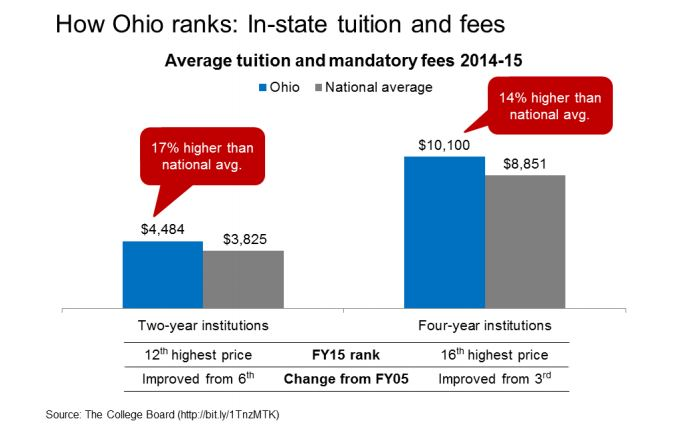 How Ohio ranks: In-state tuition and fees
Average tuition and mandatory fees 2014-15
Ohio National average
14% higher than
national avg.
17% higher than
national avg.
$10,100
$8,851
$4,484
$3,825
Two-year institutions Four-year institutions
12th highest price FY15 rank 16th highest price
Improved from 6th Change from FY05 Improved from 3rd
Source: The College Board (http://bit.ly/1TnzMTK)